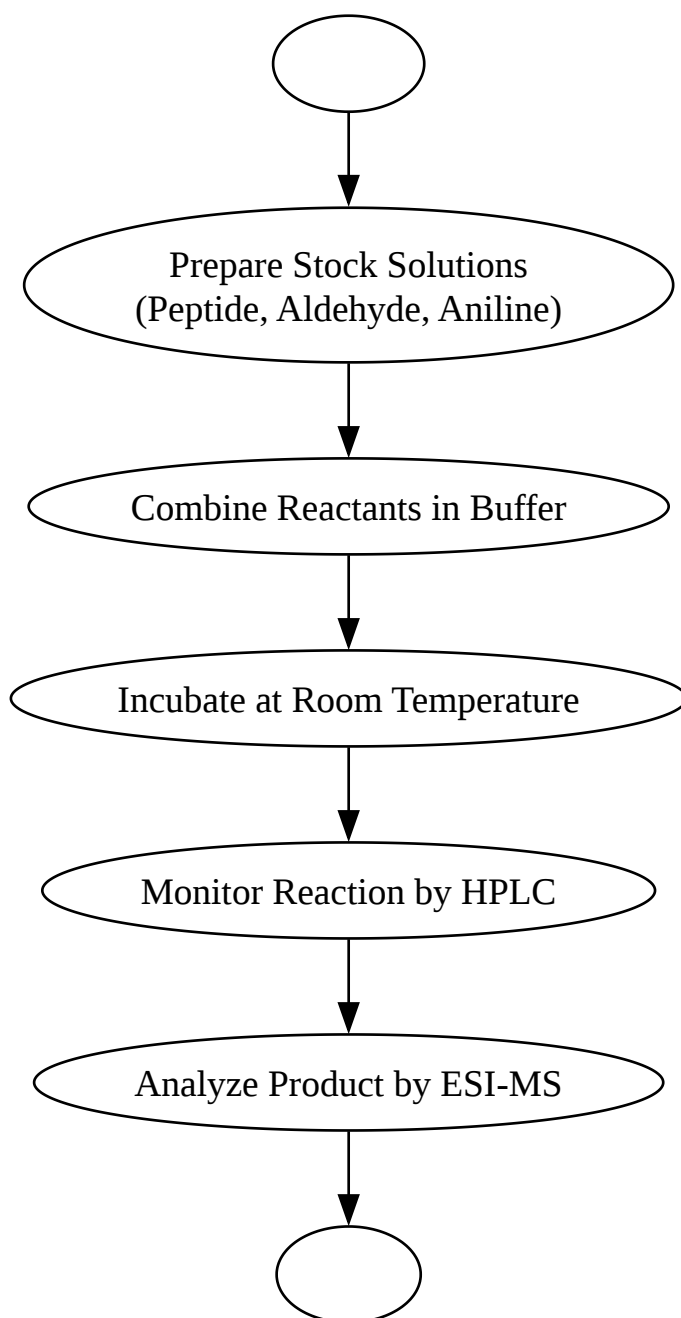 Prepare Stock Solutions
(Peptide, Aldehyde, Aniline)
Combine Reactants in Buffer
Incubate at Room Temperature
Monitor Reaction by HPLC
Analyze Product by ESI-MS